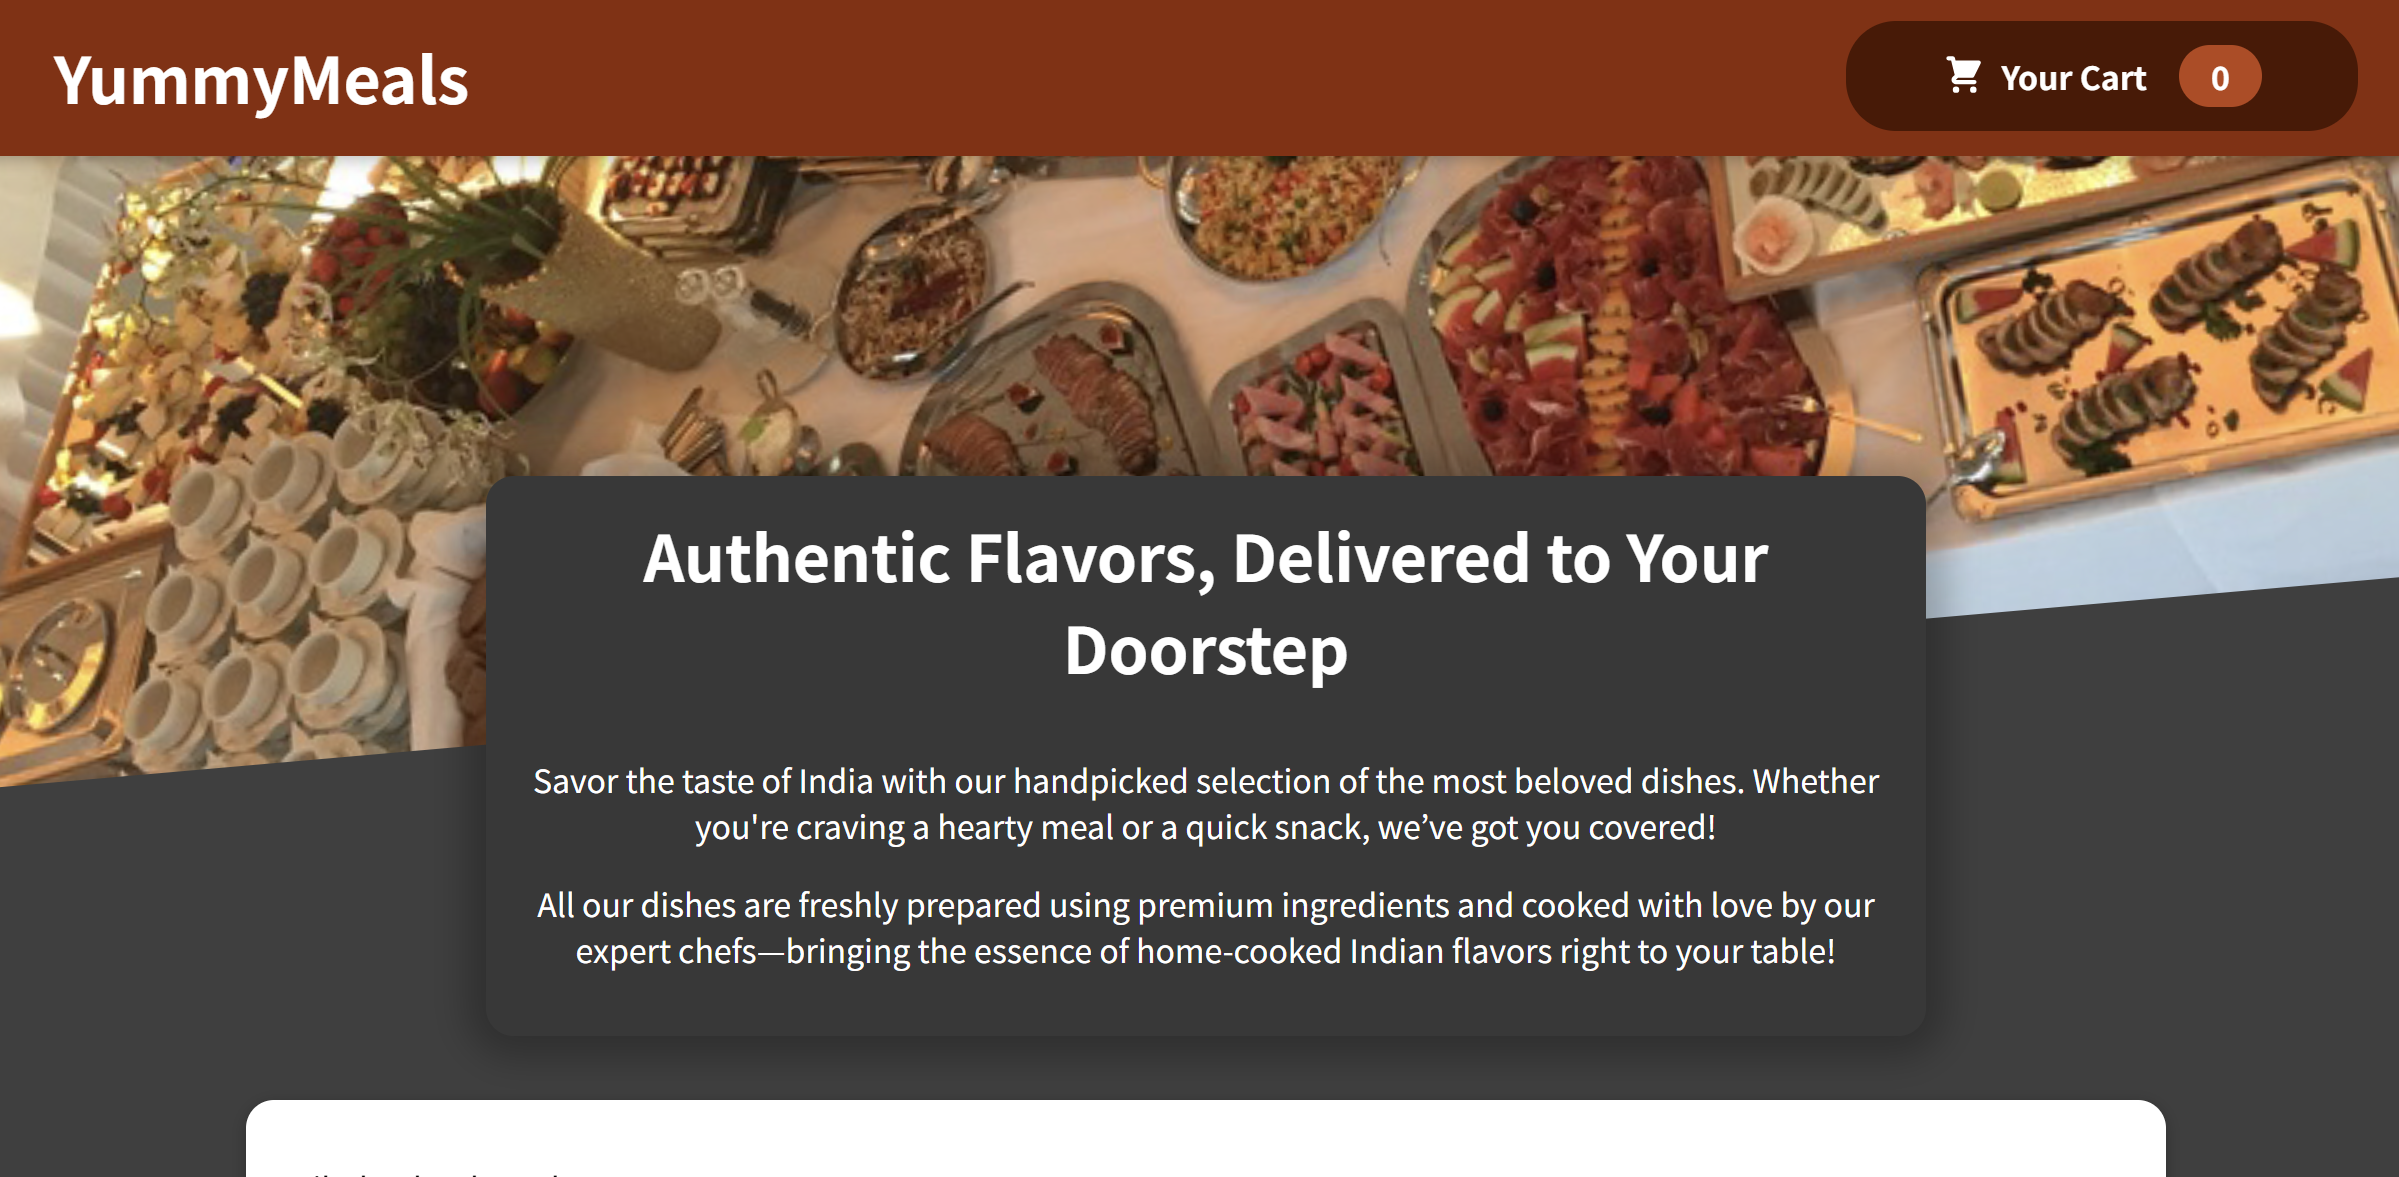 YummyMeals
Your Cart 0
Authentic Flavors, Delivered to Your
Doorstep
Savor the taste of India with our handpicked selection of the most beloved dishes. Whether
you're craving a hearty meal or a quick snack, we’ve got you covered!
All our dishes are freshly prepared using premium ingredients and cooked with love by our
expert chefs—bringing the essence of home-cooked Indian flavors right to your table!